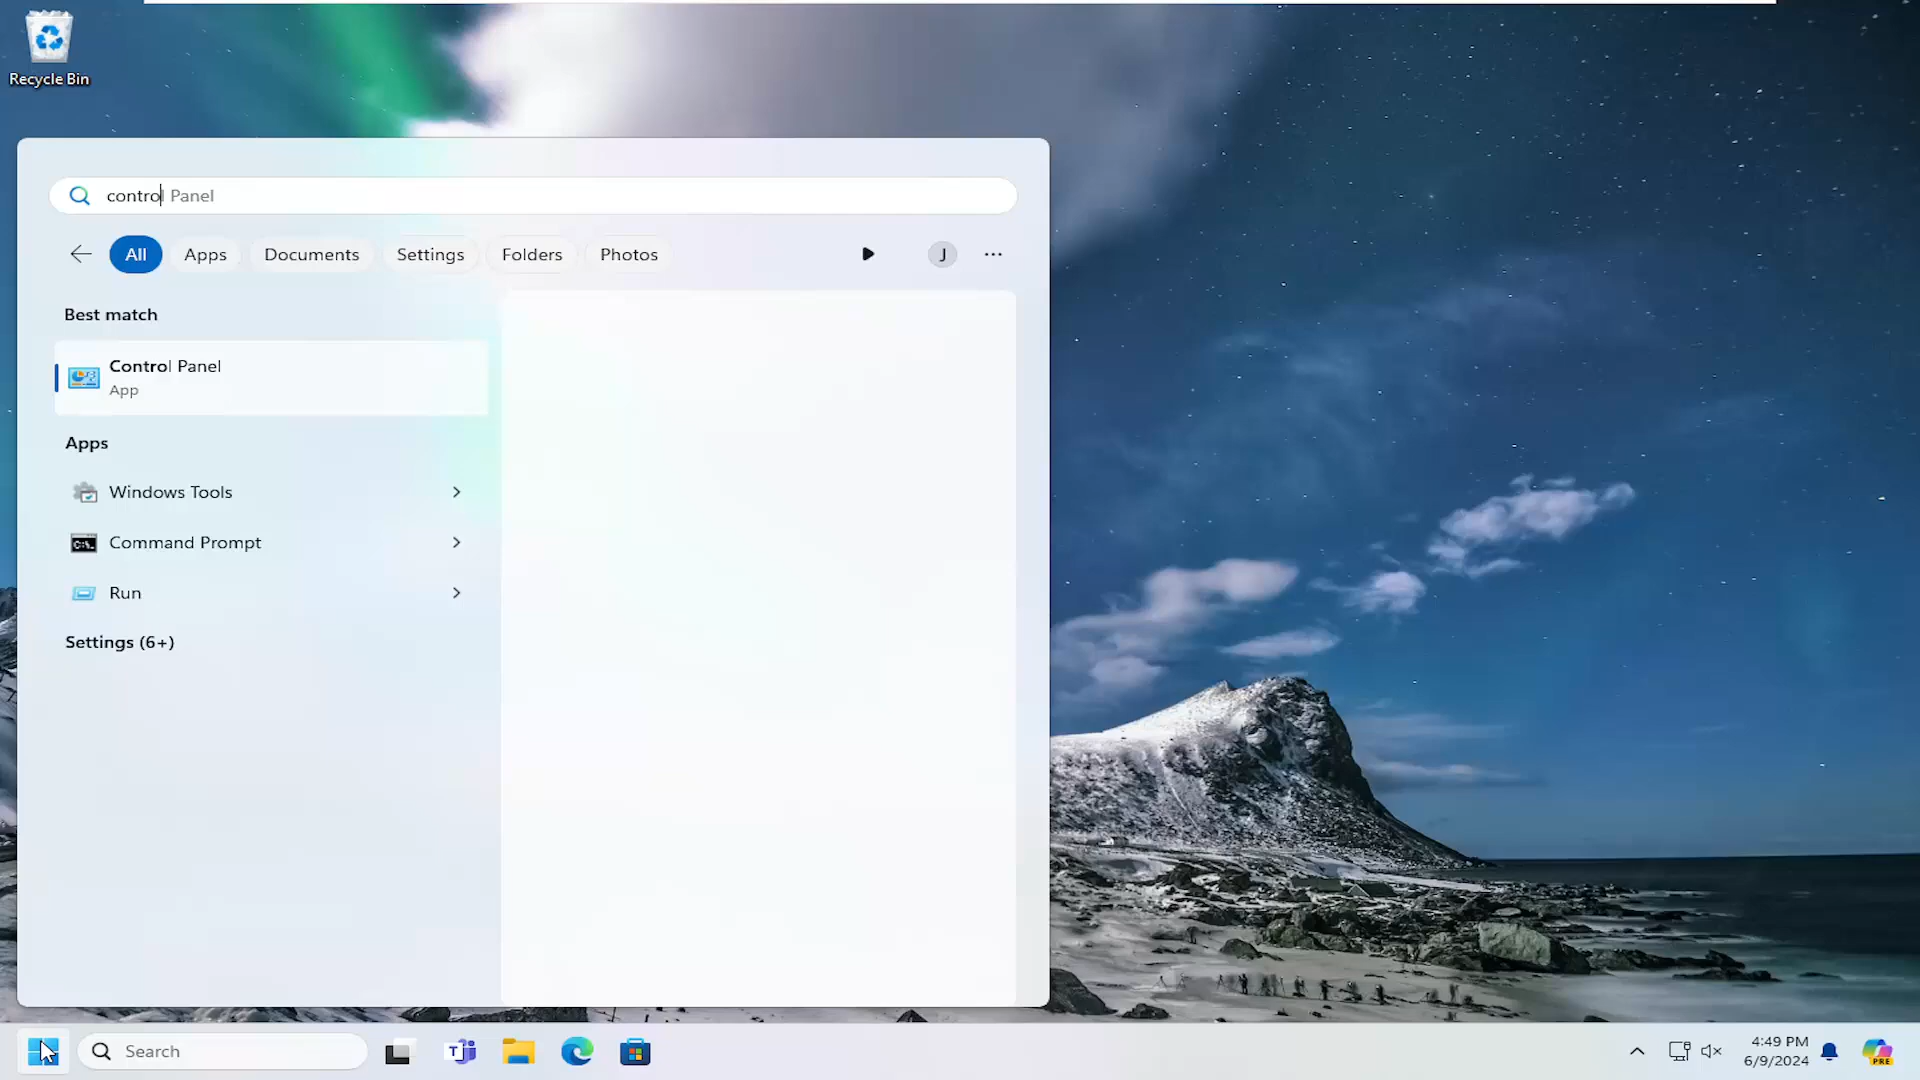 Recycle Bin
control Panel
All
Apps
Documents
Settings
Folders
Photos
J
Best match
Control Panel
App
Apps
Windows Tools
Command Prompt
Run
Settings (6+)
Search
4:49 PM
6/9/2024
PRE